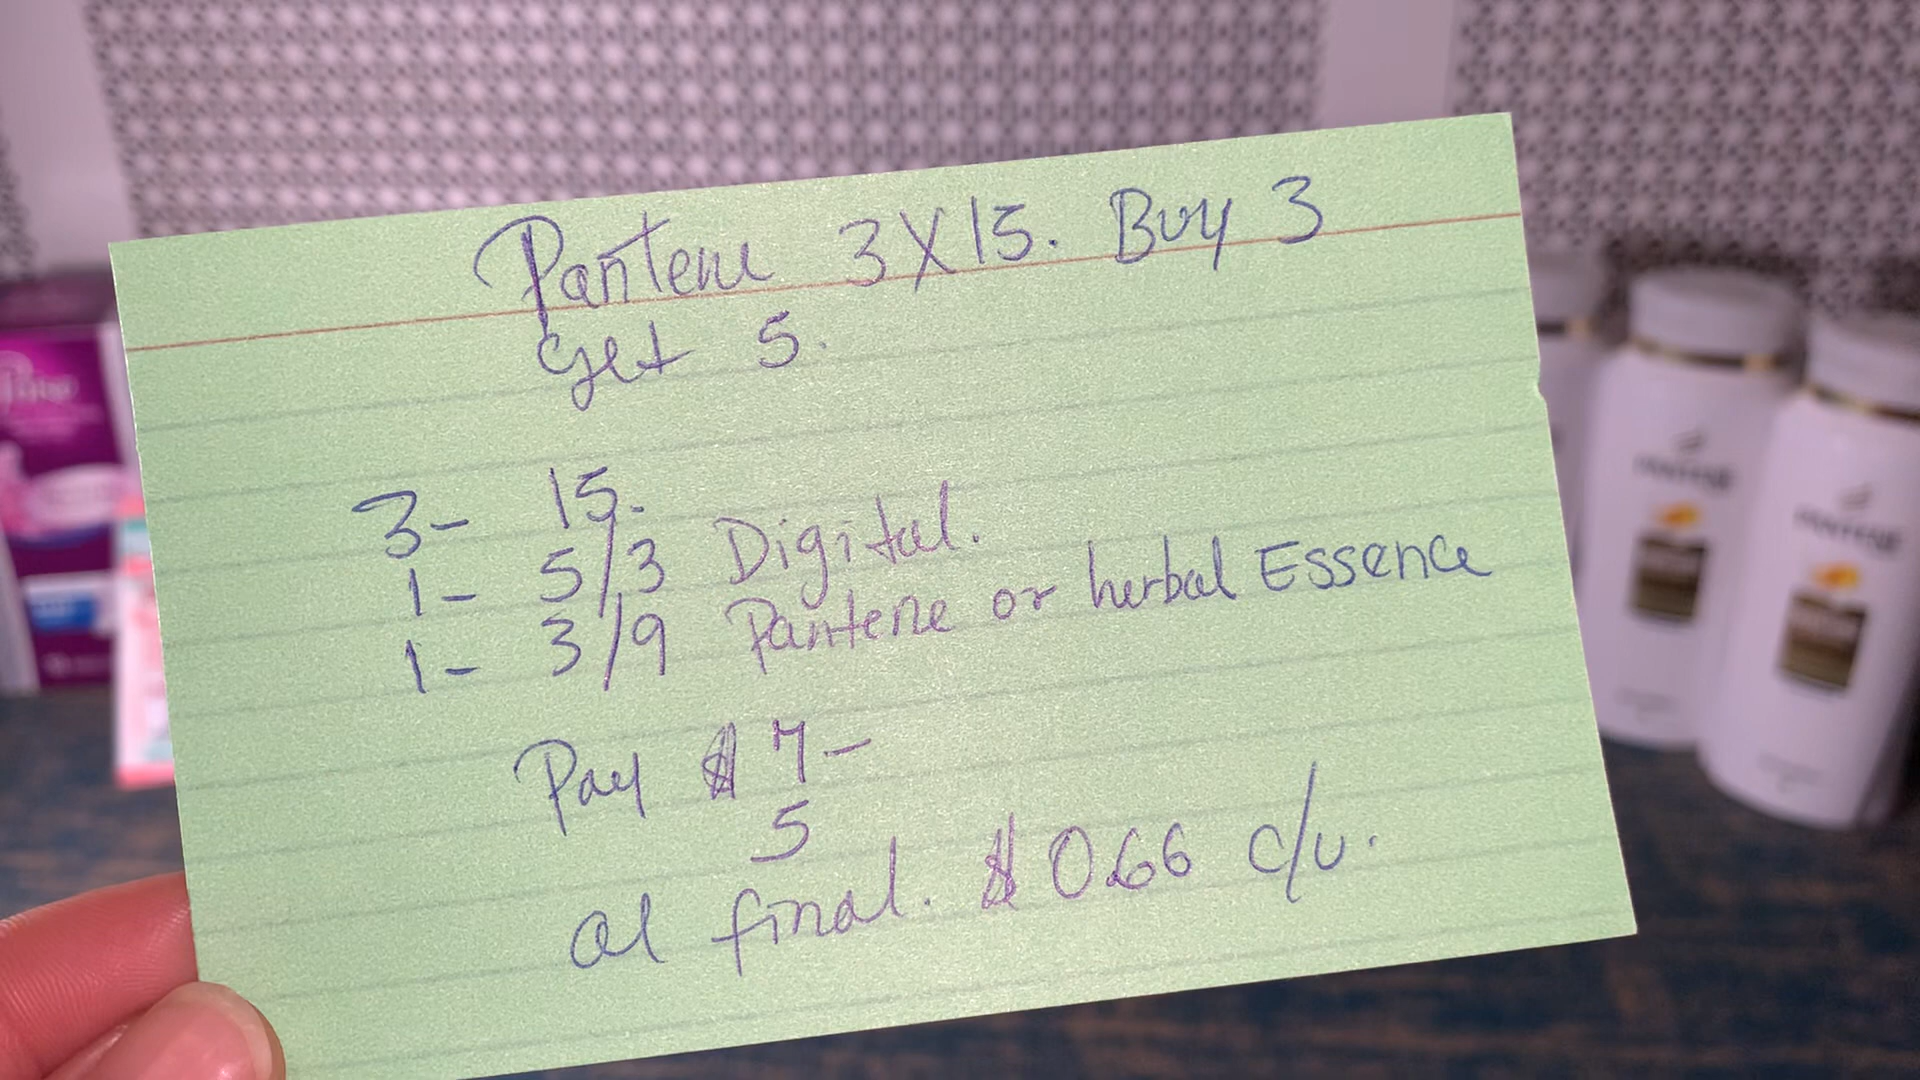 Pantene 3X15. Buy 3
get 5.
3- 15.
1- 5/3 Digital.
1- 3/9 Pantene or herbal Essence
Pay $ 7-
5
al final. $ 0.66 c/u.